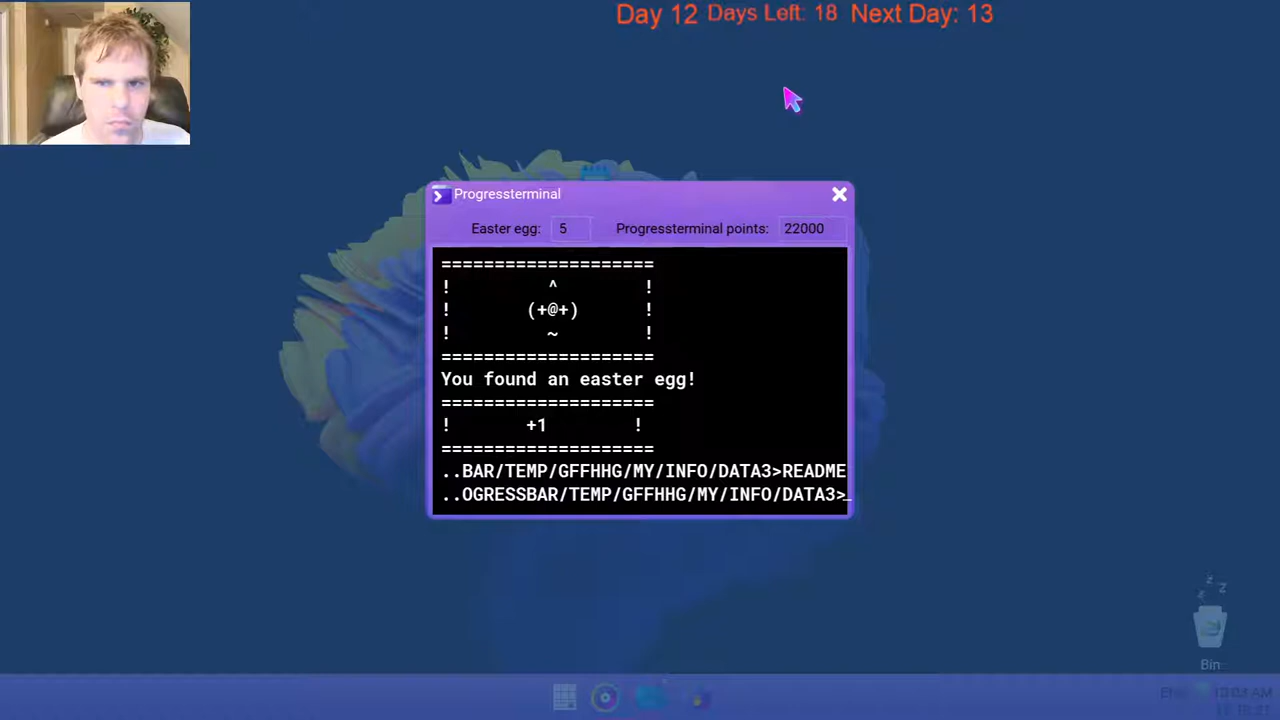 Day 12 Days Left: 18 Next Day: 13
Progressterminal
Easter egg: 5 Progressterminal points: 22000
====================
! ^ !
! (+@+) !
! ~ !
====================
You found an easter egg!
====================
! +1 !
====================
..BAR/TEMP/GFFHHG/MY/INFO/DATA3>README
..OGRESSBAR/TEMP/GFFHHG/MY/INFO/DATA3>_
z z Z
Bin
AM